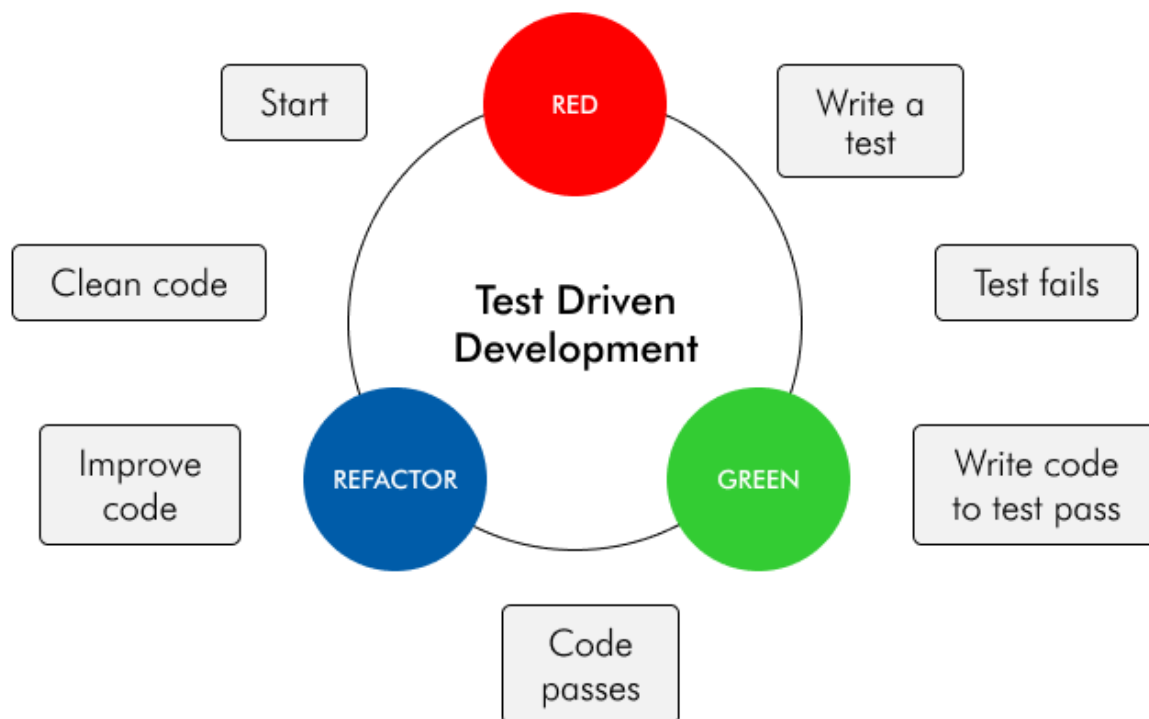 RED
Start
Write a
test
Clean code
Test fails
Test Driven
Development
Improve
code
REFACTOR
GREEN
Write code
to test pass
Code
passes